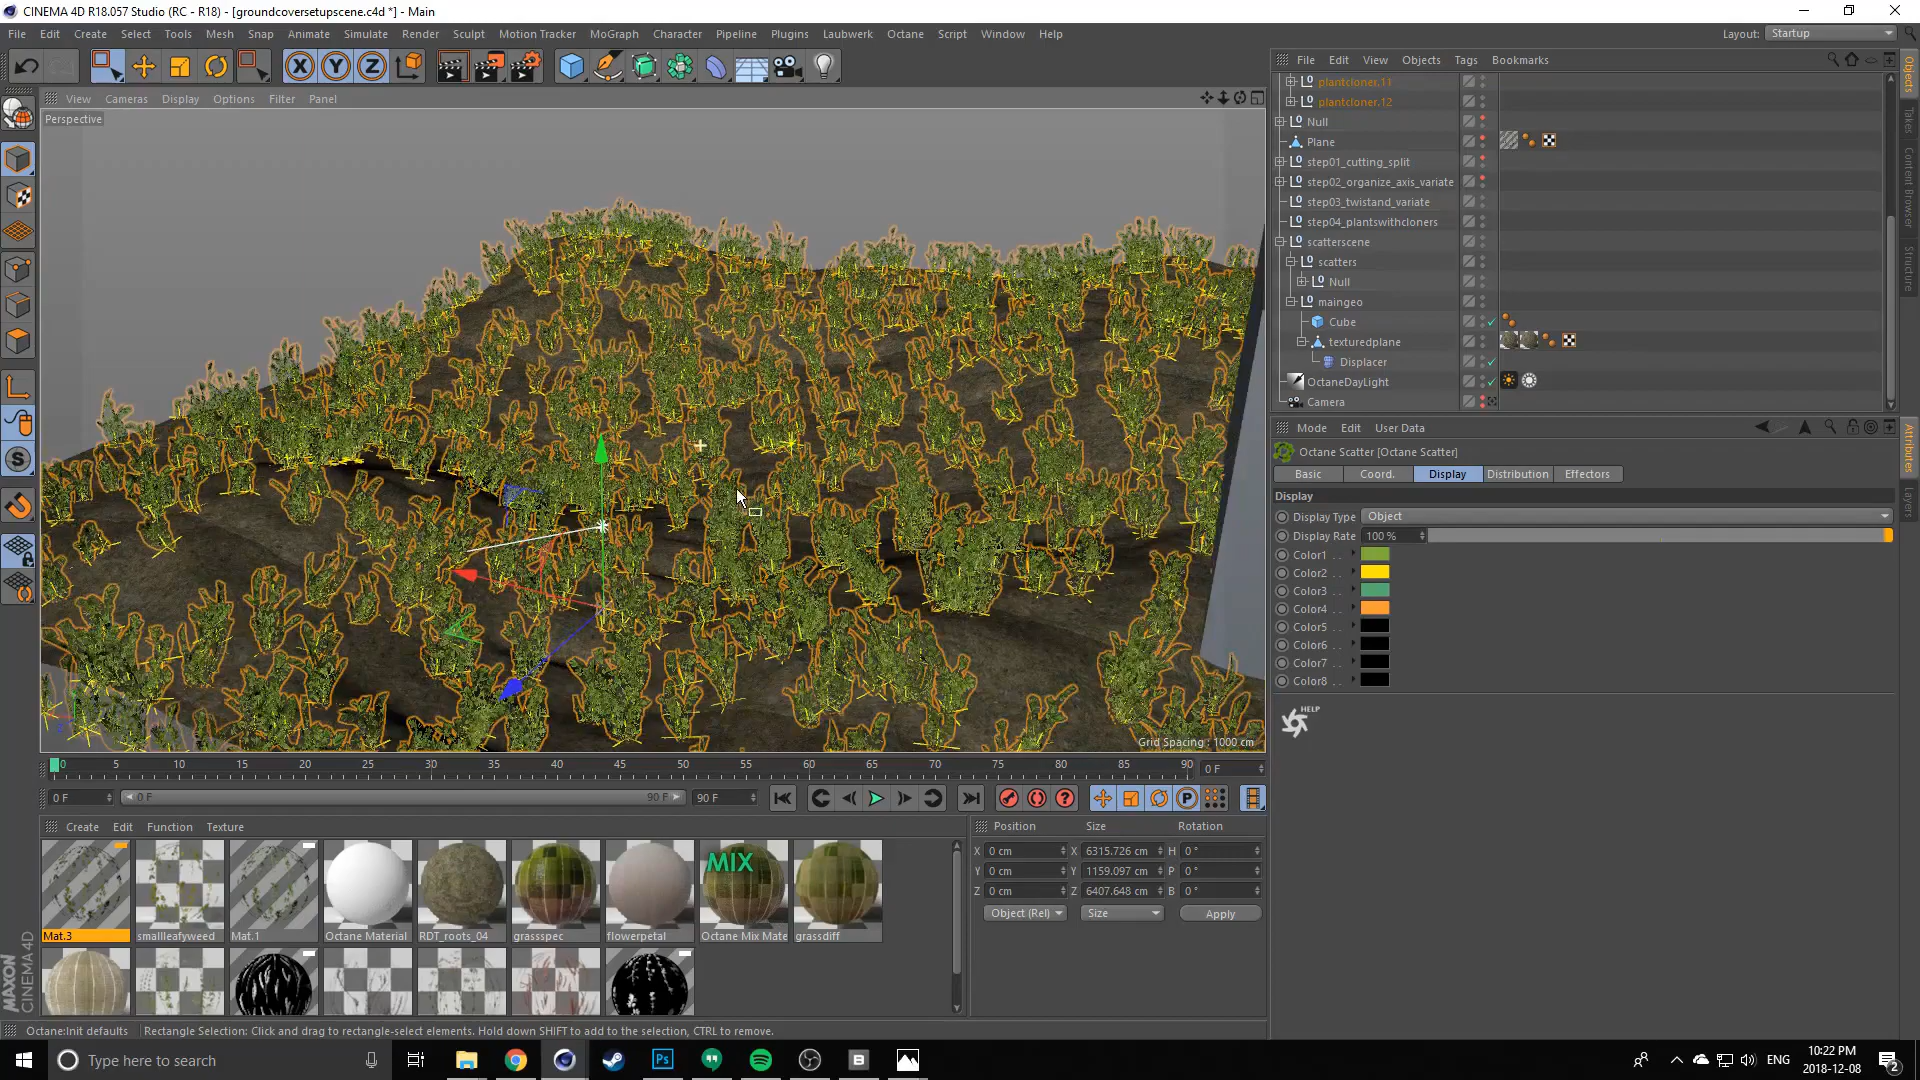 CINEMA 4D R18.057 Studio (RC - R18) - [groundcoversetupscene.c4d *] - Main
File Edit Create Select Tools Mesh Snap Animate Simulate Render Sculpt Motion Tracker MoGraph Character Pipeline Plugins Laubwerk Octane Script Window Help
Layout: Startup
X Y Z
View Cameras Display Options Filter Panel
Perspective
Grid Spacing : 1000 cm
File Edit View Objects Tags Bookmarks
plantcloner.11
plantcloner.12
Null
Plane
step01_cutting_split
step02_organize_axis_variate
step03_twistand_variate
step04_plantswithcloners
scatterscene
scatters
Null
maingeo
Cube
texturedplane
Displacer
OctaneDayLight
Camera
Objects
Takes
Content Browser
Structure
Mode Edit User Data
Octane Scatter [Octane Scatter]
Basic Coord. Display Distribution Effectors
Display
Display Type Object
Display Rate 100 %
Color1 . .
Color2 . .
Color3 . .
Color4 . .
Color5 . .
Color6 . .
Color7 . .
Color8 . .
HELP
Attributes
Layers
0 5 10 15 20 25 30 35 40 45 50 55 60 65 70 75 80 85 90 0 F
0 F 0 F 90 F 90 F
P
Create Edit Function Texture
Mat.3 smallleafyweed Mat.1 Octane Material RDT_roots_04 grassspec flowerpetal Octane Mix Mate grassdiff
MIX
Position Size Rotation
X 0 cm X 6315.726 cm H 0 °
Y 0 cm Y 1159.097 cm P 0 °
Z 0 cm Z 6407.648 cm B 0 °
Object (Rel) Size Apply
MAXON CINEMA 4D
Octane:Init defaults Rectangle Selection: Click and drag to rectangle-select elements. Hold down SHIFT to add to the selection, CTRL to remove.
Type here to search
Ps
B
ENG
10:22 PM
2018-12-08
2